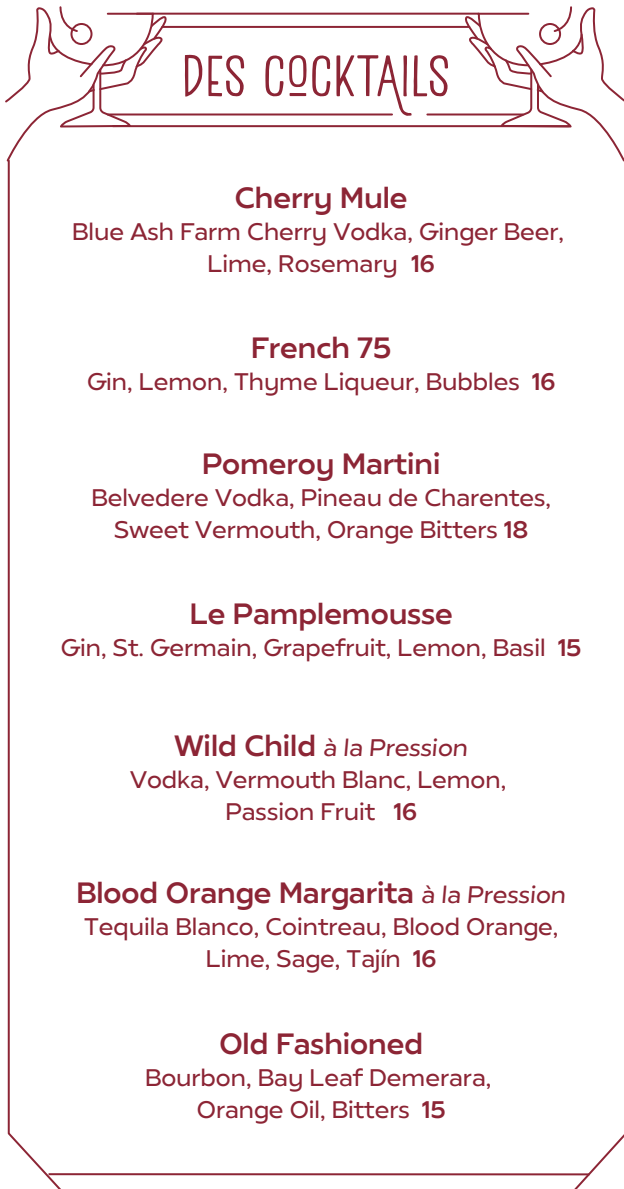 DES COCKTAILS
Cherry Mule
Blue Ash Farm Cherry Vodka, Ginger Beer,
Lime, Rosemary 16
French 75
Gin, Lemon, Thyme Liqueur, Bubbles 16
Pomeroy Martini
Belvedere Vodka, Pineau de Charentes,
Sweet Vermouth, Orange Bitters 18
Le Pamplemousse
Gin, St. Germain, Grapefruit, Lemon, Basil 15
Wild Child à la Pression
Vodka, Vermouth Blanc, Lemon,
Passion Fruit 16
Blood Orange Margarita à la Pression
Tequila Blanco, Cointreau, Blood Orange,
Lime, Sage, Tajín 16
Old Fashioned
Bourbon, Bay Leaf Demerara,
Orange Oil, Bitters 15